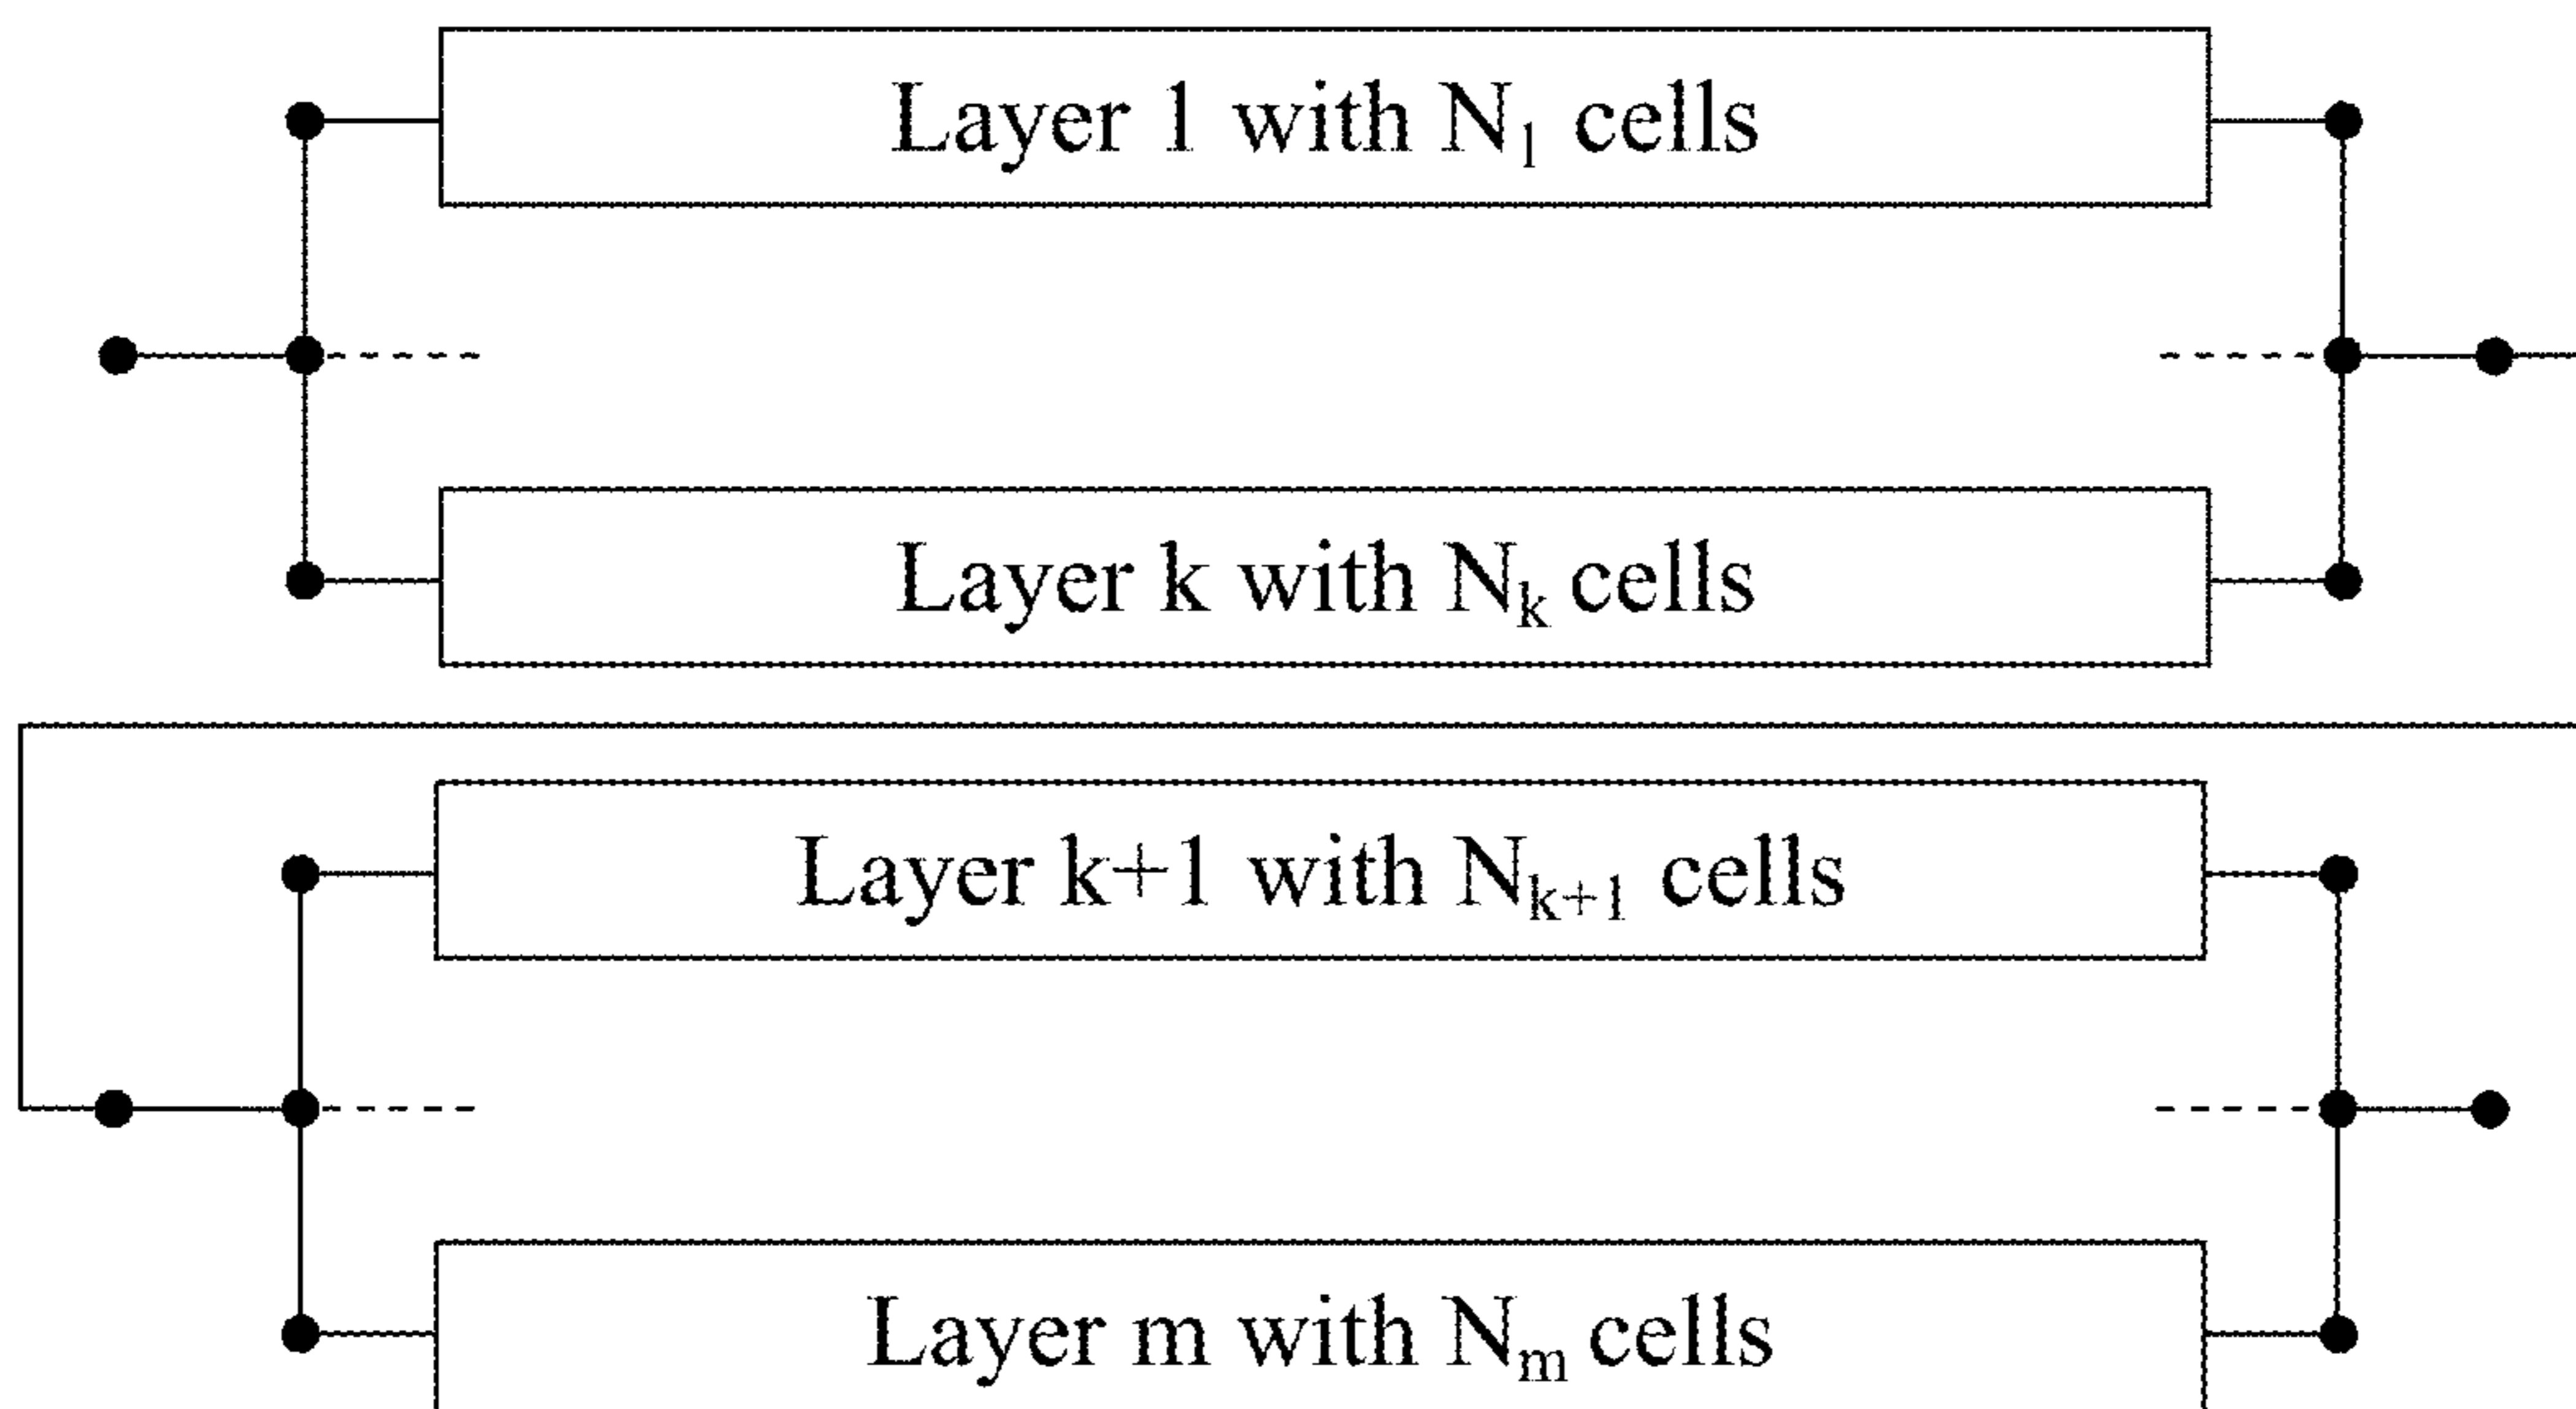 Layer 1 with N₁ cells
Layer k with Nₖ cells
Layer k+1 with Nₖ₊₁ cells
Layer m with Nₘ cells